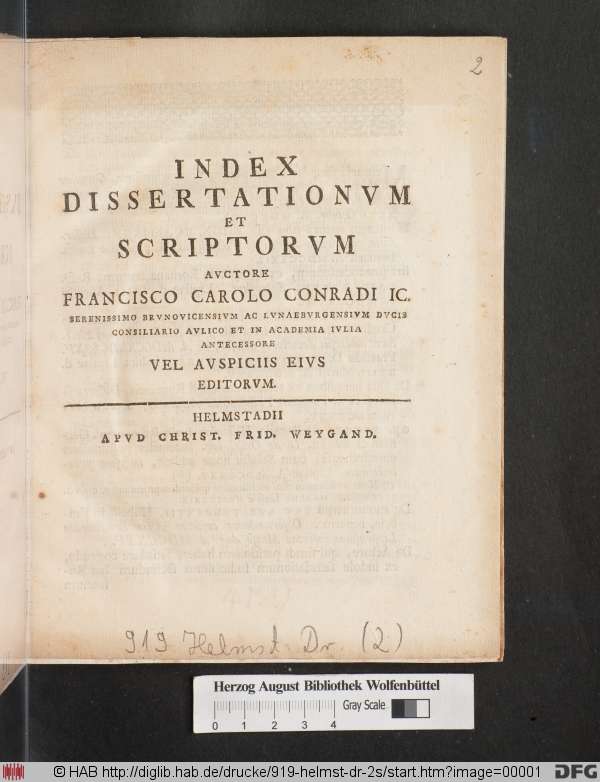 2
INDEX
DISSERTATIONVM
ET
SCRIPTORVM
AVCTORE
FRANCISCO CAROLO CONRADI IC.
SERENISSIMO BRVNOVICENSIVM AC LVNAEBVRGENSIVM DVCIS
CONSILIARIO AVLICO ET IN ACADEMIA IVLIA
ANTECESSORE
VEL AVSPICIIS EIVS
EDITORVM.
HELMSTADII
APVD CHRIST. FRID. WEYGAND.
919 Helmst. Dr. (2)
Herzog August Bibliothek Wolfenbüttel
Gray Scale
0 1 2 3 4
© HAB http://diglib.hab.de/drucke/919-helmst-dr-2s/start.htm?image=00001
DFG